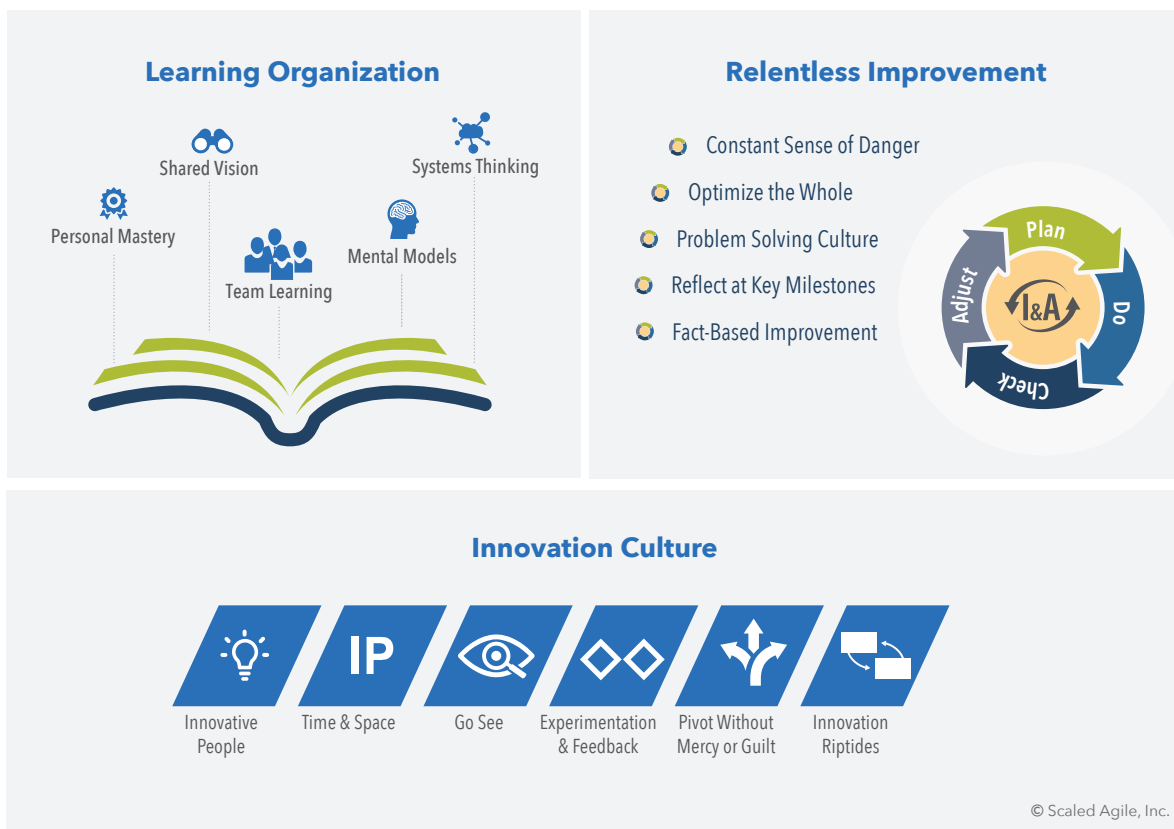 Learning Organization
Shared Vision
Systems Thinking
Personal Mastery
Mental Models
Team Learning
Relentless Improvement
Constant Sense of Danger
Optimize the Whole
Problem Solving Culture
Reflect at Key Milestones
Fact-Based Improvement
Plan
Do
Check
Adjust
I&A
Innovation Culture
IP
Innovative
People
Time & Space
Go See
Experimentation
& Feedback
Pivot Without
Mercy or Guilt
Innovation
Riptides
© Scaled Agile, Inc.